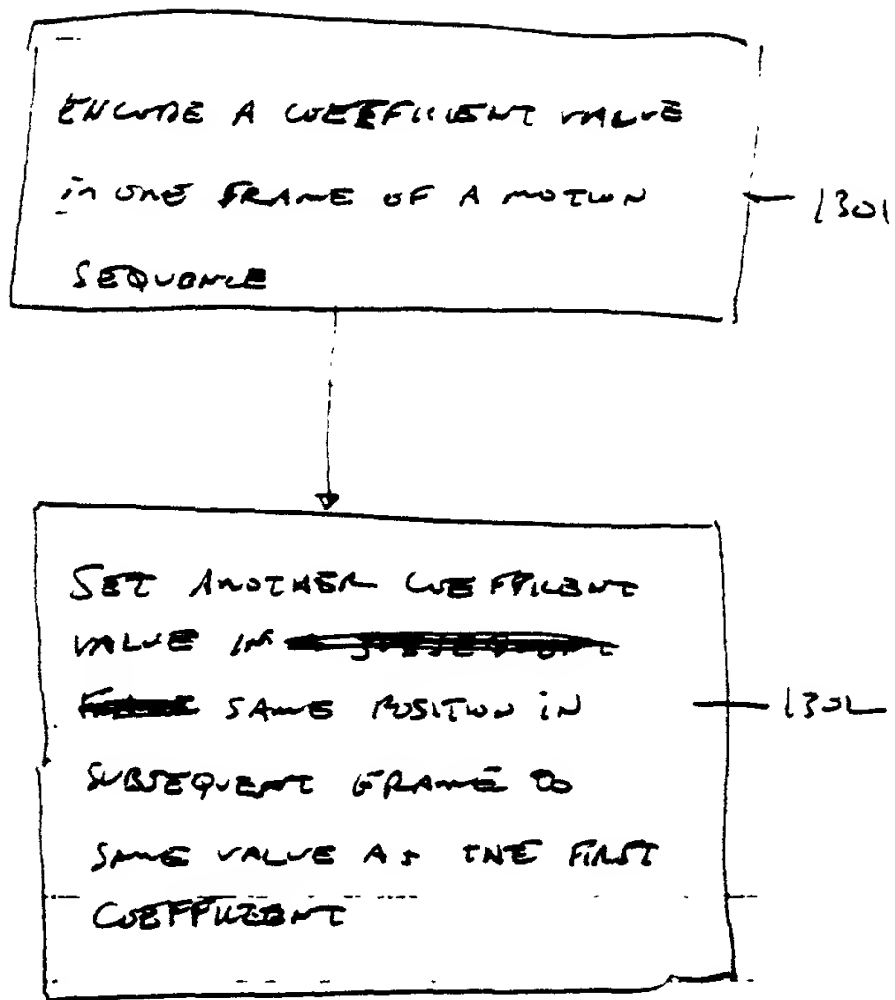 ENCODE A COEFFICIENT VALUE
in ONE FRAME OF A MOTION
SEQUENCE
1301
SET ANOTHER COEFFICIENT
VALUE IN
SAME POSITION IN
SUBSEQUENT FRAME TO
SAME VALUE AS THE FIRST
COEFFICIENT
1302